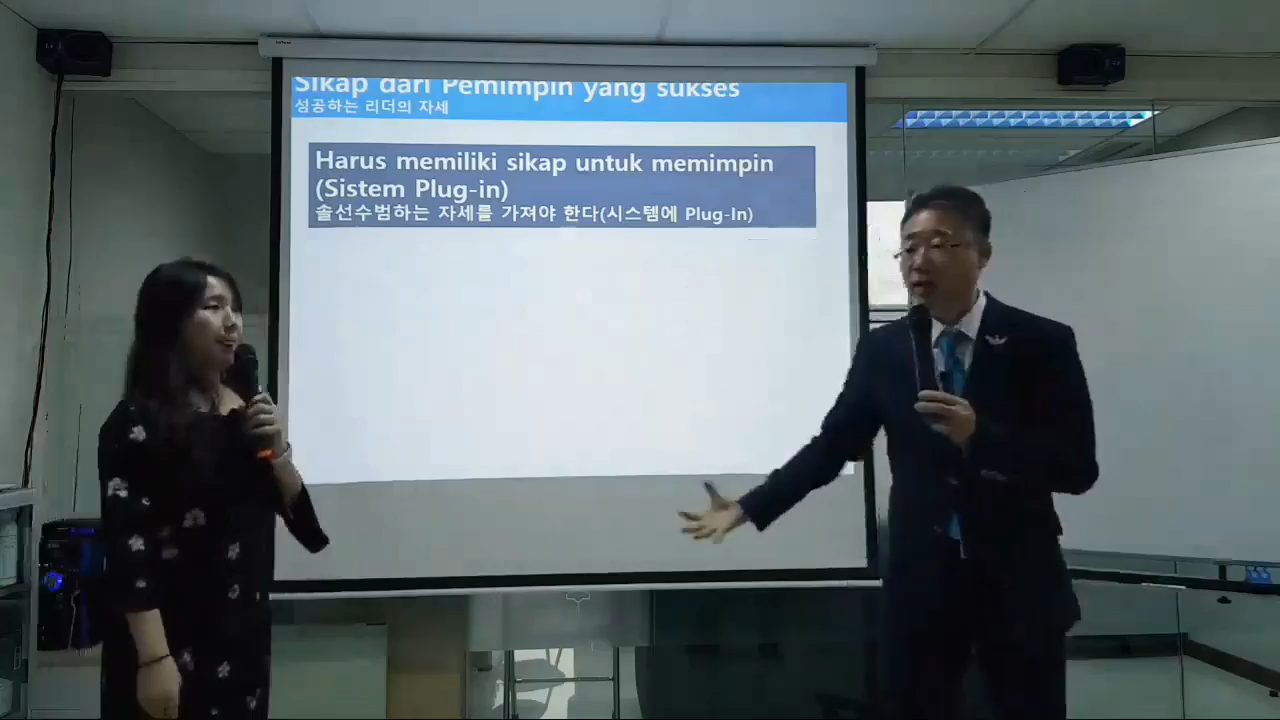 Sikap dari Pemimpin yang sukses
성공하는 리더의 자세
Harus memiliki sikap untuk memimpin
(Sistem Plug-in)
솔선수범하는 자세를 가져야 한다(시스템에 Plug-In)